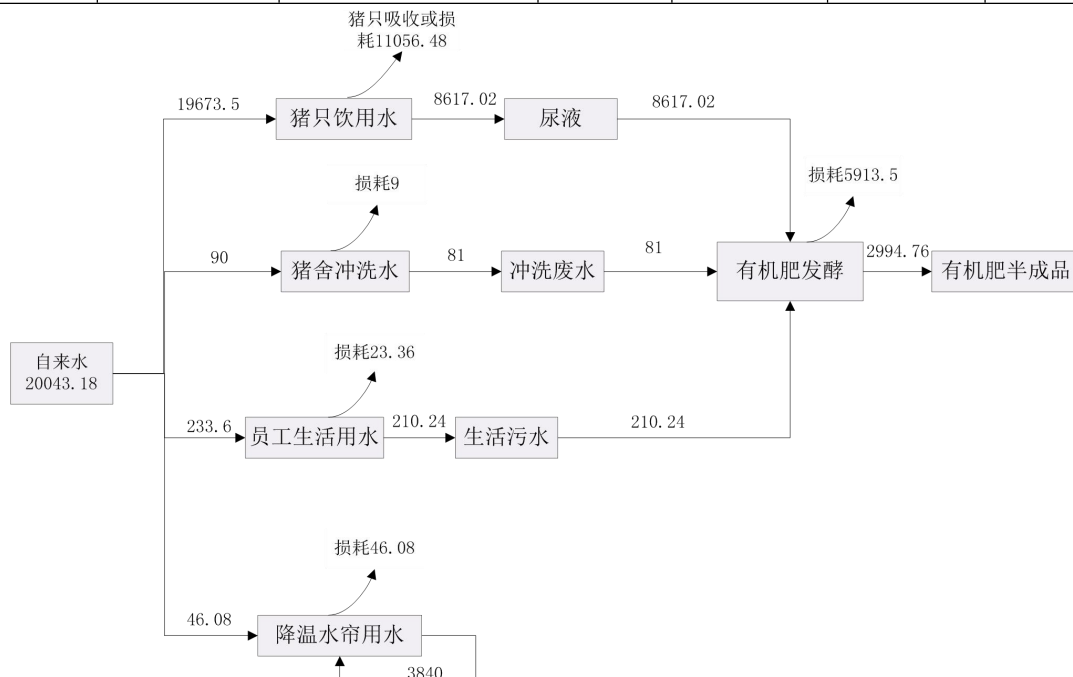 猪只吸收或损
耗11056.48
19673.5
猪只饮用水
8617.02
尿液
8617.02
损耗9
损耗5913.5
90
猪舍冲洗水
81
冲洗废水
81
有机肥发酵
2994.76
有机肥半成品
自来水
20043.18
损耗23.36
233.6
员工生活用水
210.24
生活污水
210.24
损耗46.08
46.08
降温水帘用水
3840